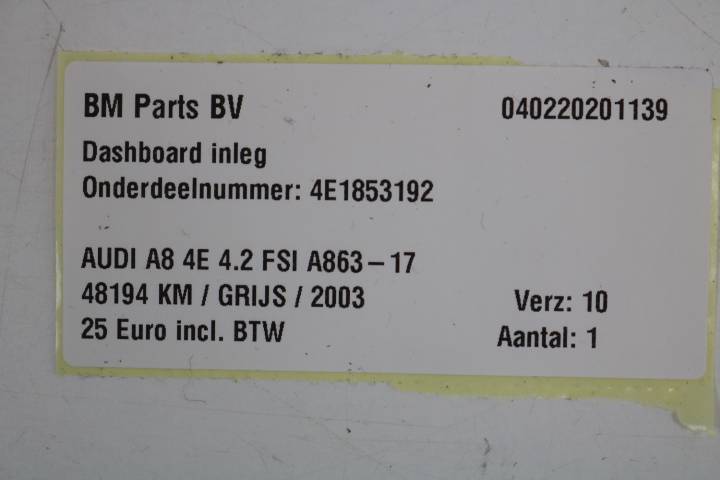 BM Parts BV 040220201139
Dashboard inleg
Onderdeelnummer: 4E1853192
AUDI A8 4E 4.2 FSI A863-17
48194 KM / GRIJS / 2003 Verz: 10
25 Euro incl. BTW Aantal: 1